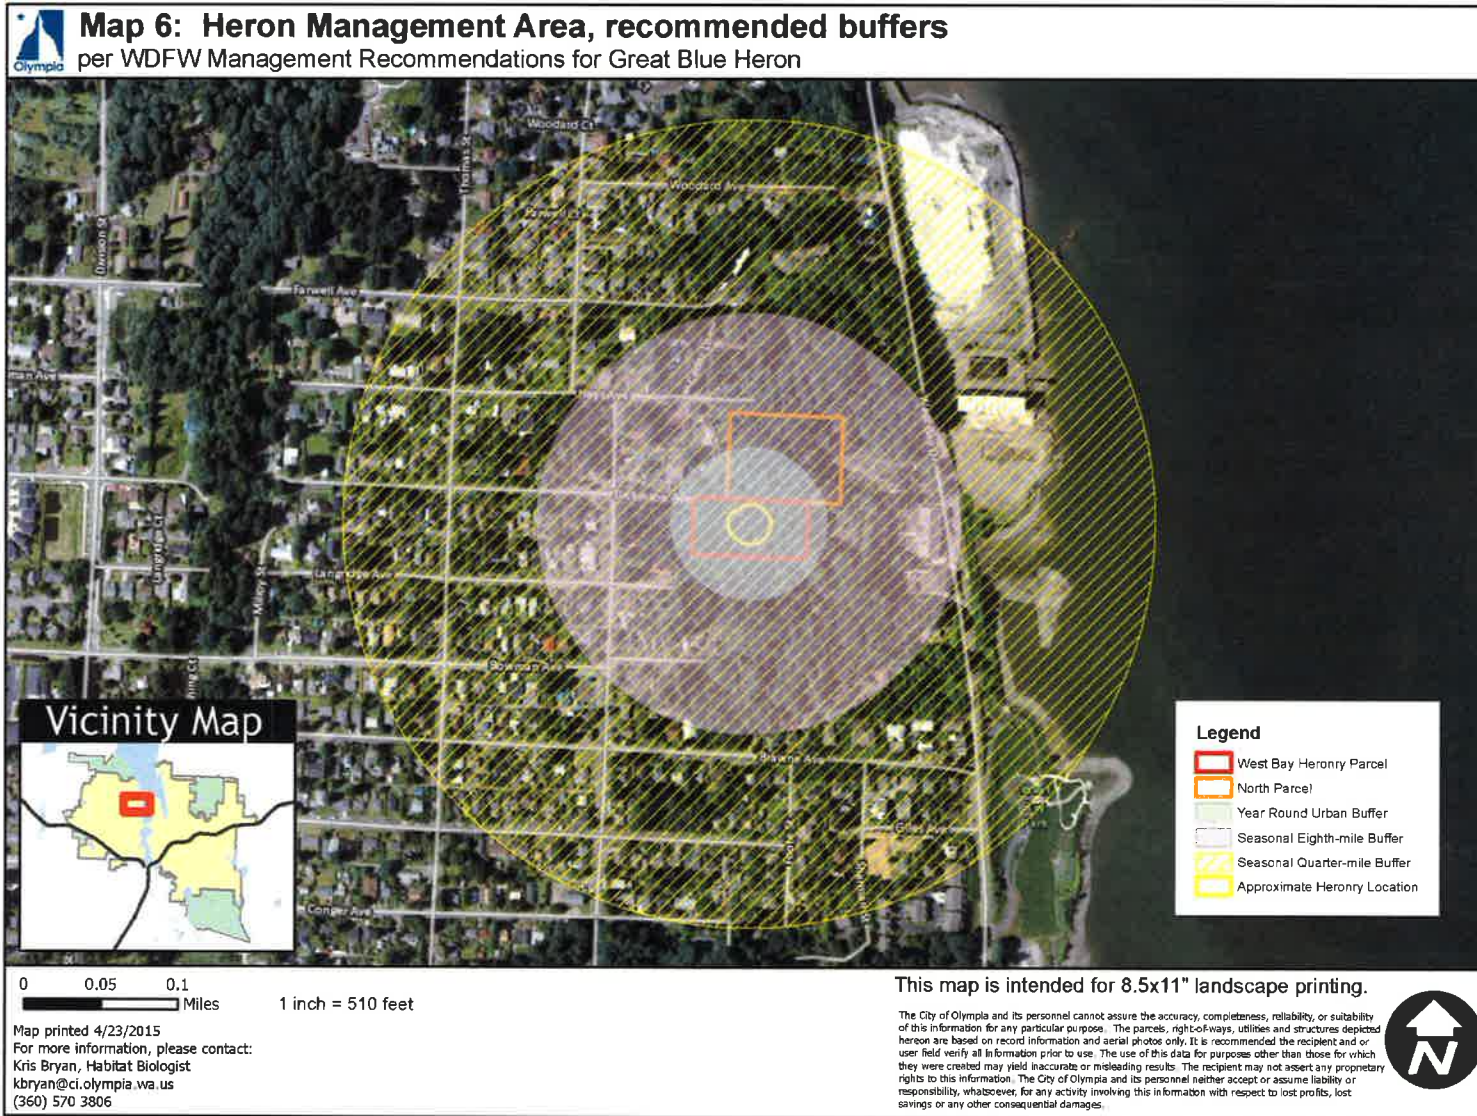 Map 6: Heron Management Area, recommended buffers
per WDFW Management Recommendations for Great Blue Heron
Olympia
Woodard Ct
Thomas St
Woodard Ave
Farwell Ct
Division St
Farwell Ave
Hays Ave
Langridge Ct
Milroy St
Langridge Ave
Bowman Ave
Brawne Ave
Conger Ave
Vicinity Map
Legend
West Bay Heronry Parcel
North Parcel
Year Round Urban Buffer
Seasonal Eighth-mile Buffer
Seasonal Quarter-mile Buffer
Approximate Heronry Location
0 0.05 0.1
Miles
1 inch = 510 feet
Map printed 4/23/2015
For more information, please contact:
Kris Bryan, Habitat Biologist
kbryan@ci.olympia.wa.us
(360) 570 3806
This map is intended for 8.5x11" landscape printing.
The City of Olympia and its personnel cannot assure the accuracy, completeness, reliability, or suitability
of this information for any particular purpose. The parcels, right-of-ways, utilities and structures depicted
hereon are based on record information and aerial photos only. It is recommended the recipient and or
user field verify all information prior to use. The use of this data for purposes other than those for which
they were created may yield inaccurate or misleading results. The recipient may not assert any proprietary
rights to this information. The City of Olympia and its personnel neither accept or assume liability or
responsibility, whatsoever, for any activity involving this information with respect to lost profits, lost
savings or any other consequential damages.
N